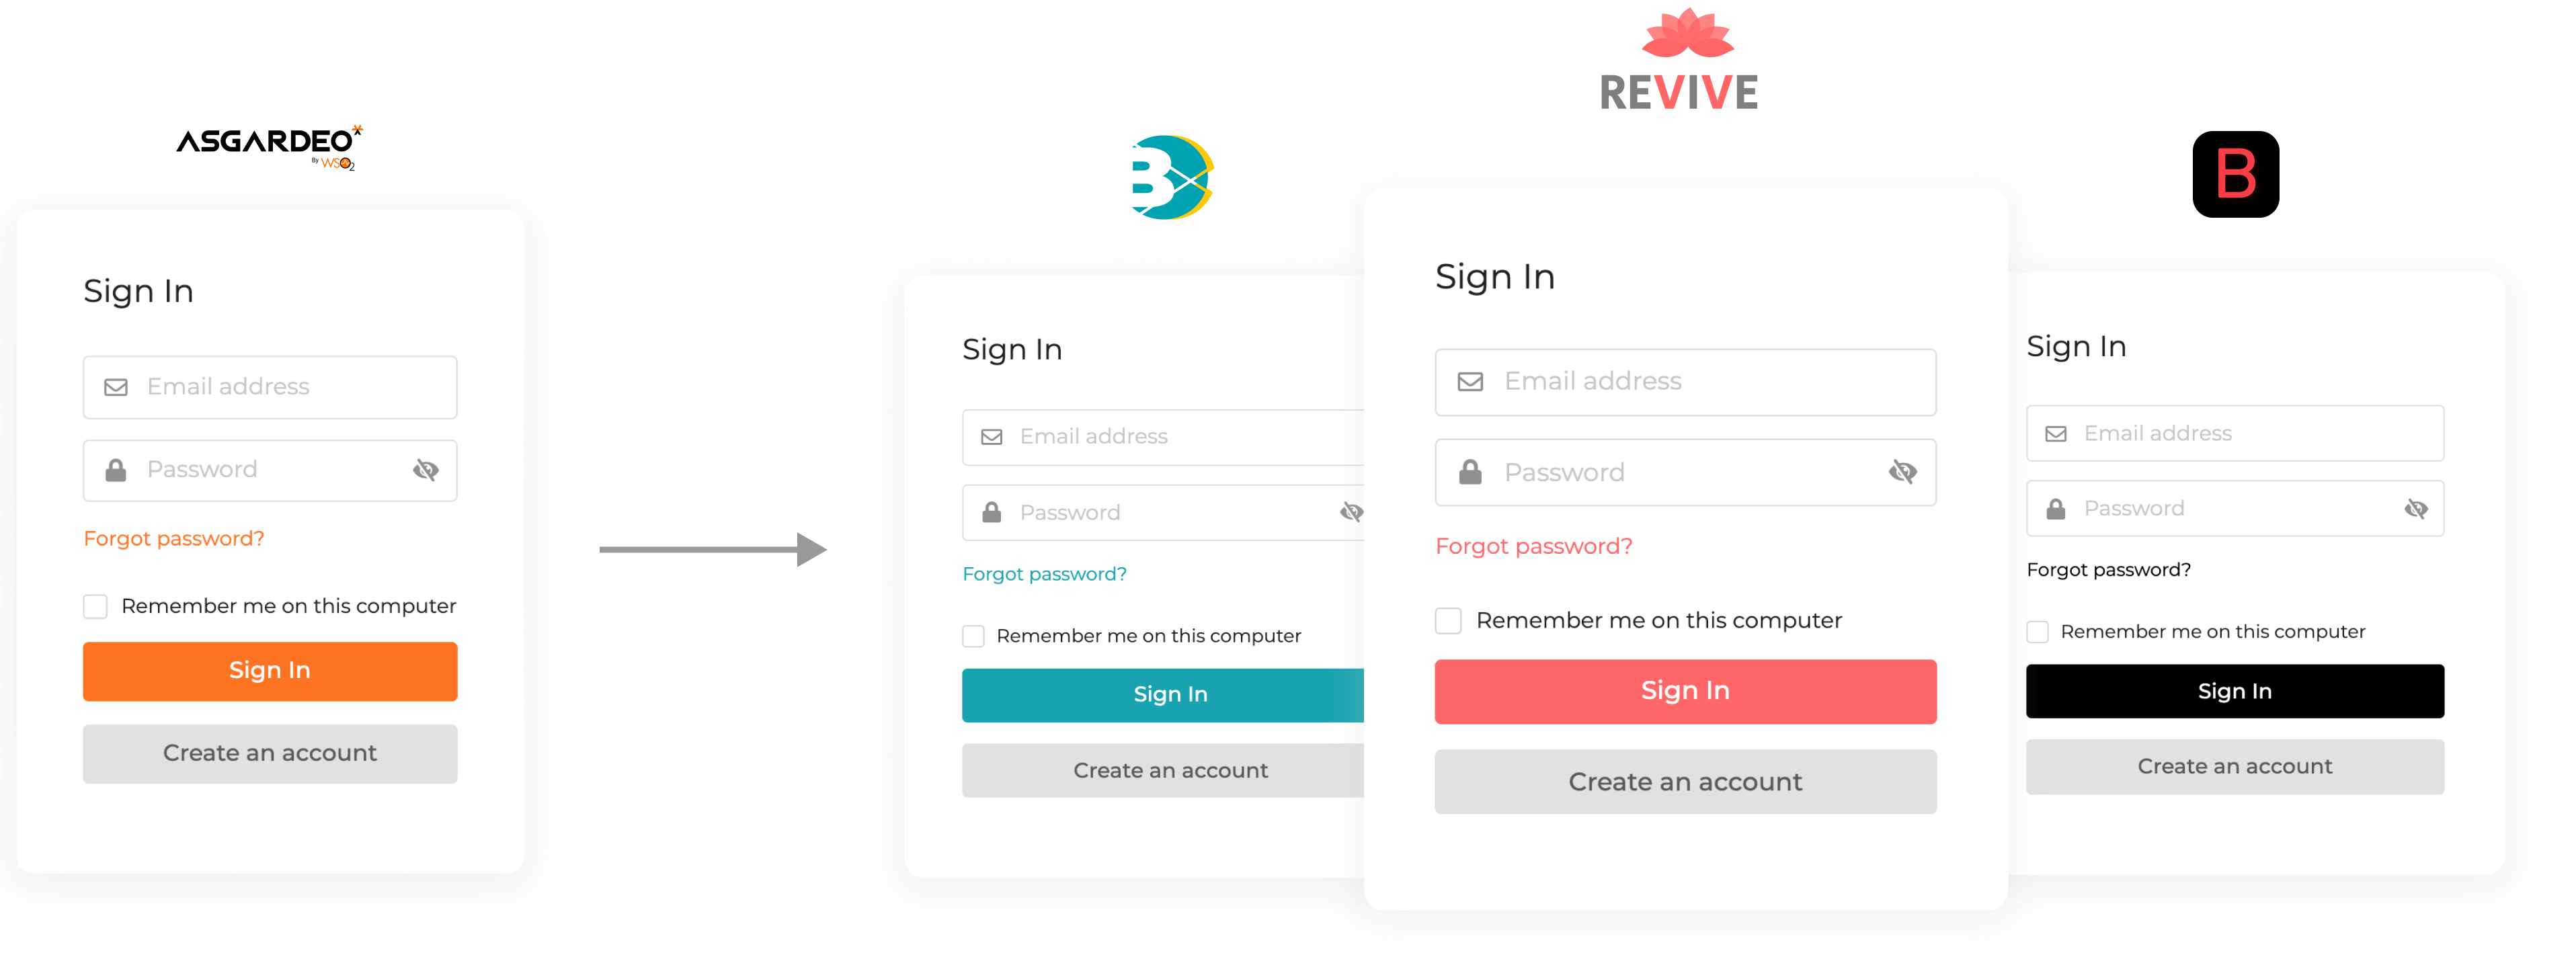 ASGARDEO
By WSO2
Sign In
Email address
Password
Forgot password?
Remember me on this computer
Sign In
Create an account
B
Sign In
Email address
Password
Forgot password?
Remember me on this computer
Sign In
Create an account
REVIVE
Sign In
Email address
Password
Forgot password?
Remember me on this computer
Sign In
Create an account
B
Sign In
Email address
Password
Forgot password?
Remember me on this computer
Sign In
Create an account